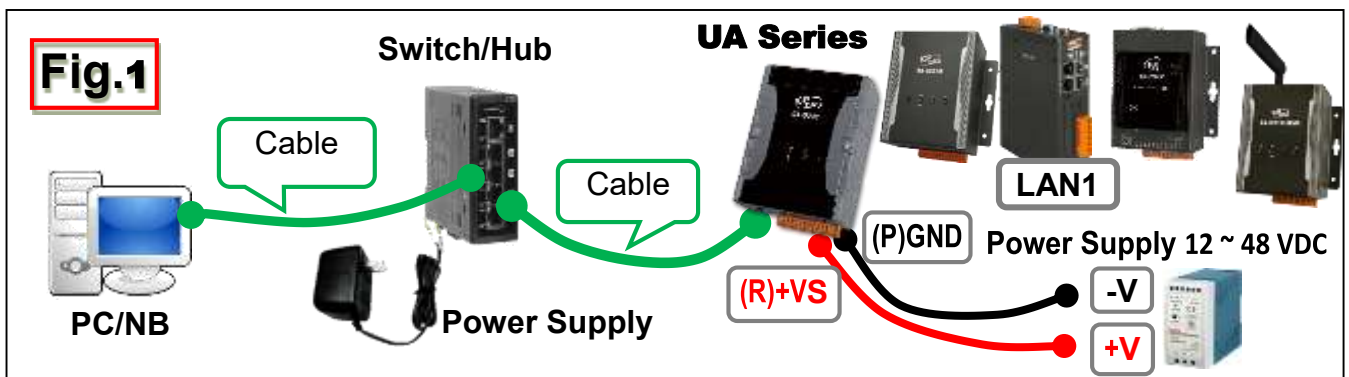 Fig.1
Switch/Hub
UA Series
Cable
Cable
LAN1
(P)GND
Power Supply 12 ~ 48 VDC
(R)+VS
-V
+V
PC/NB
Power Supply